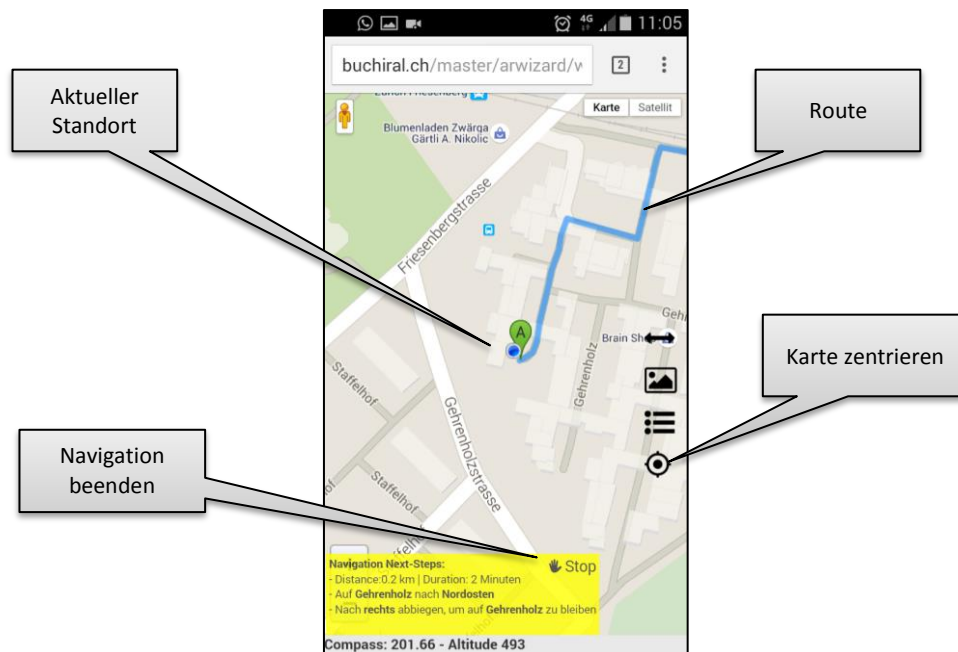 4G 11:05
buchiral.ch/master/arwizard/w
2
Aktueller
Standort
Route
Karte Satellit
Blumenladen Zwärga
Gärtli A. Nikolic
Friesenbergstrasse
A
Gehr
Brain Sh
Gehrenholz
Staffelhof
Gehrenholzstrasse
Karte zentrieren
Navigation
beenden
Staffelhof
Navigation Next-Steps:
Stop
- Distance:0.2 km | Duration: 2 Minuten
- Auf Gehrenholz nach Nordosten
- Nach rechts abbiegen, um auf Gehrenholz zu bleiben
Compass: 201.66 - Altitude 493